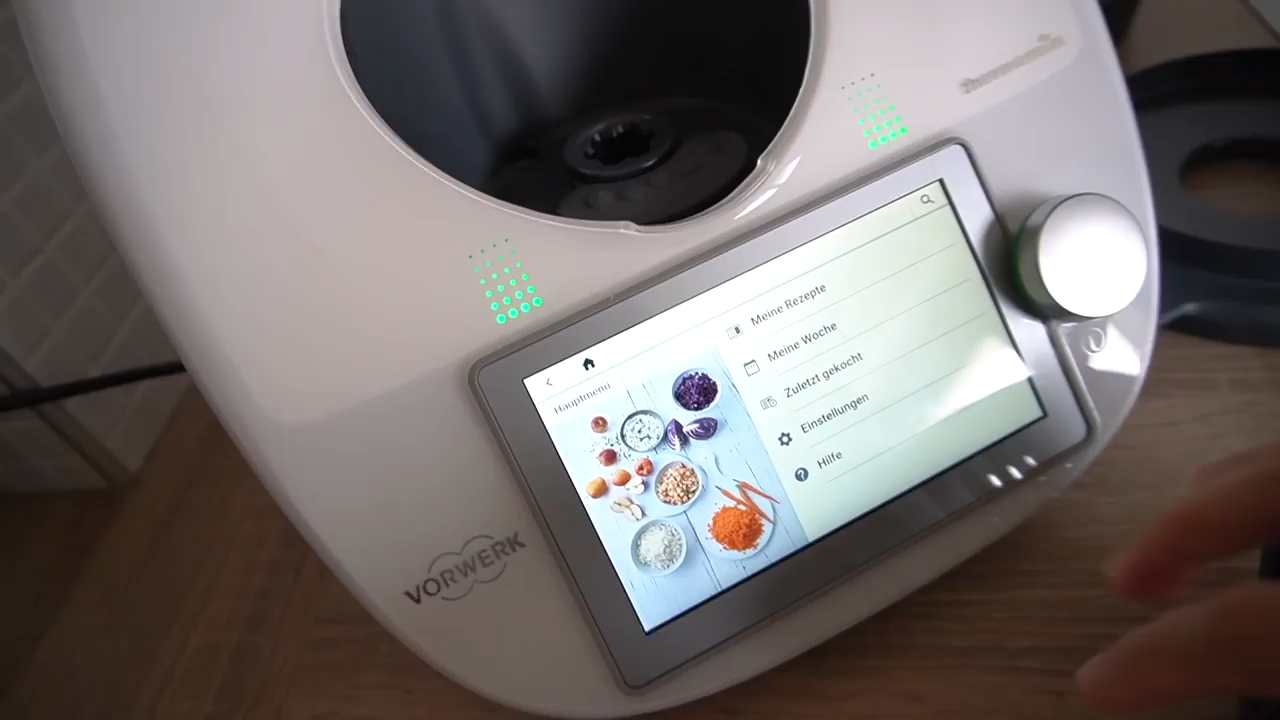 Hauptmenü
Meine Rezepte
Meine Woche
Zuletzt gekocht
Einstellungen
Hilfe
VORWERK